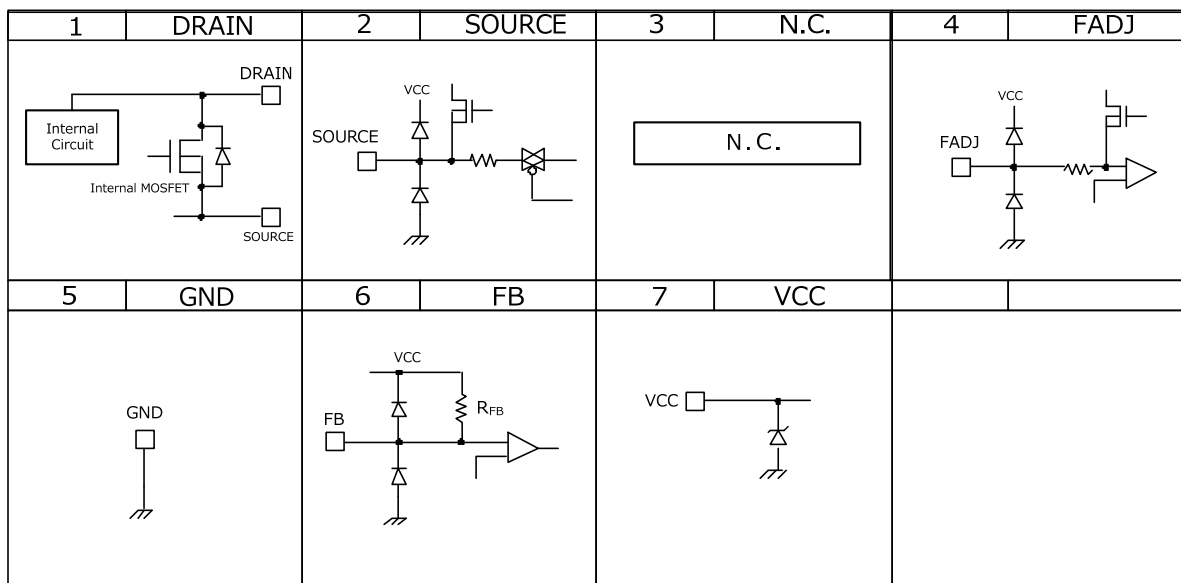 1 DRAIN 2 SOURCE 3 N.C. 4 FADJ
DRAIN
Internal
Circuit
Internal MOSFET
SOURCE
VCC
SOURCE
N.C.
VCC
FADJ
5 GND 6 FB 7 VCC
GND
VCC
FB
RFB
VCC